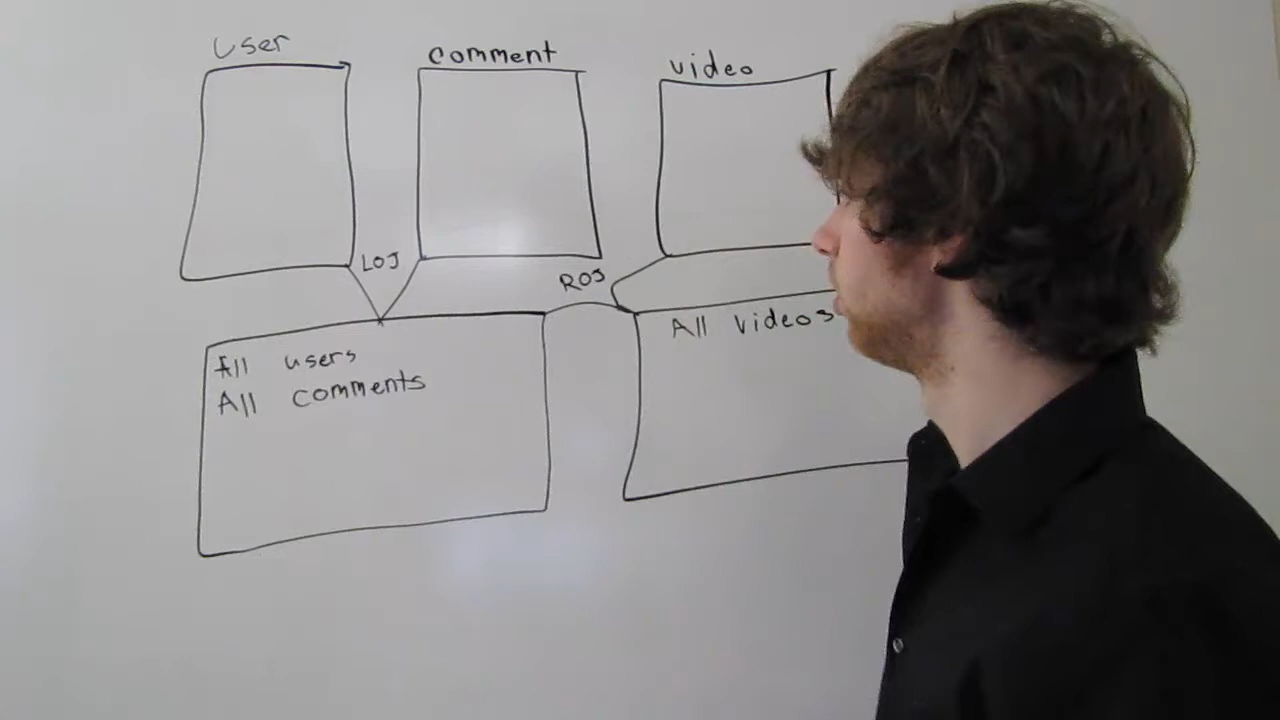 user
comment
video
LOJ
ROJ
All users
All comments
All videos